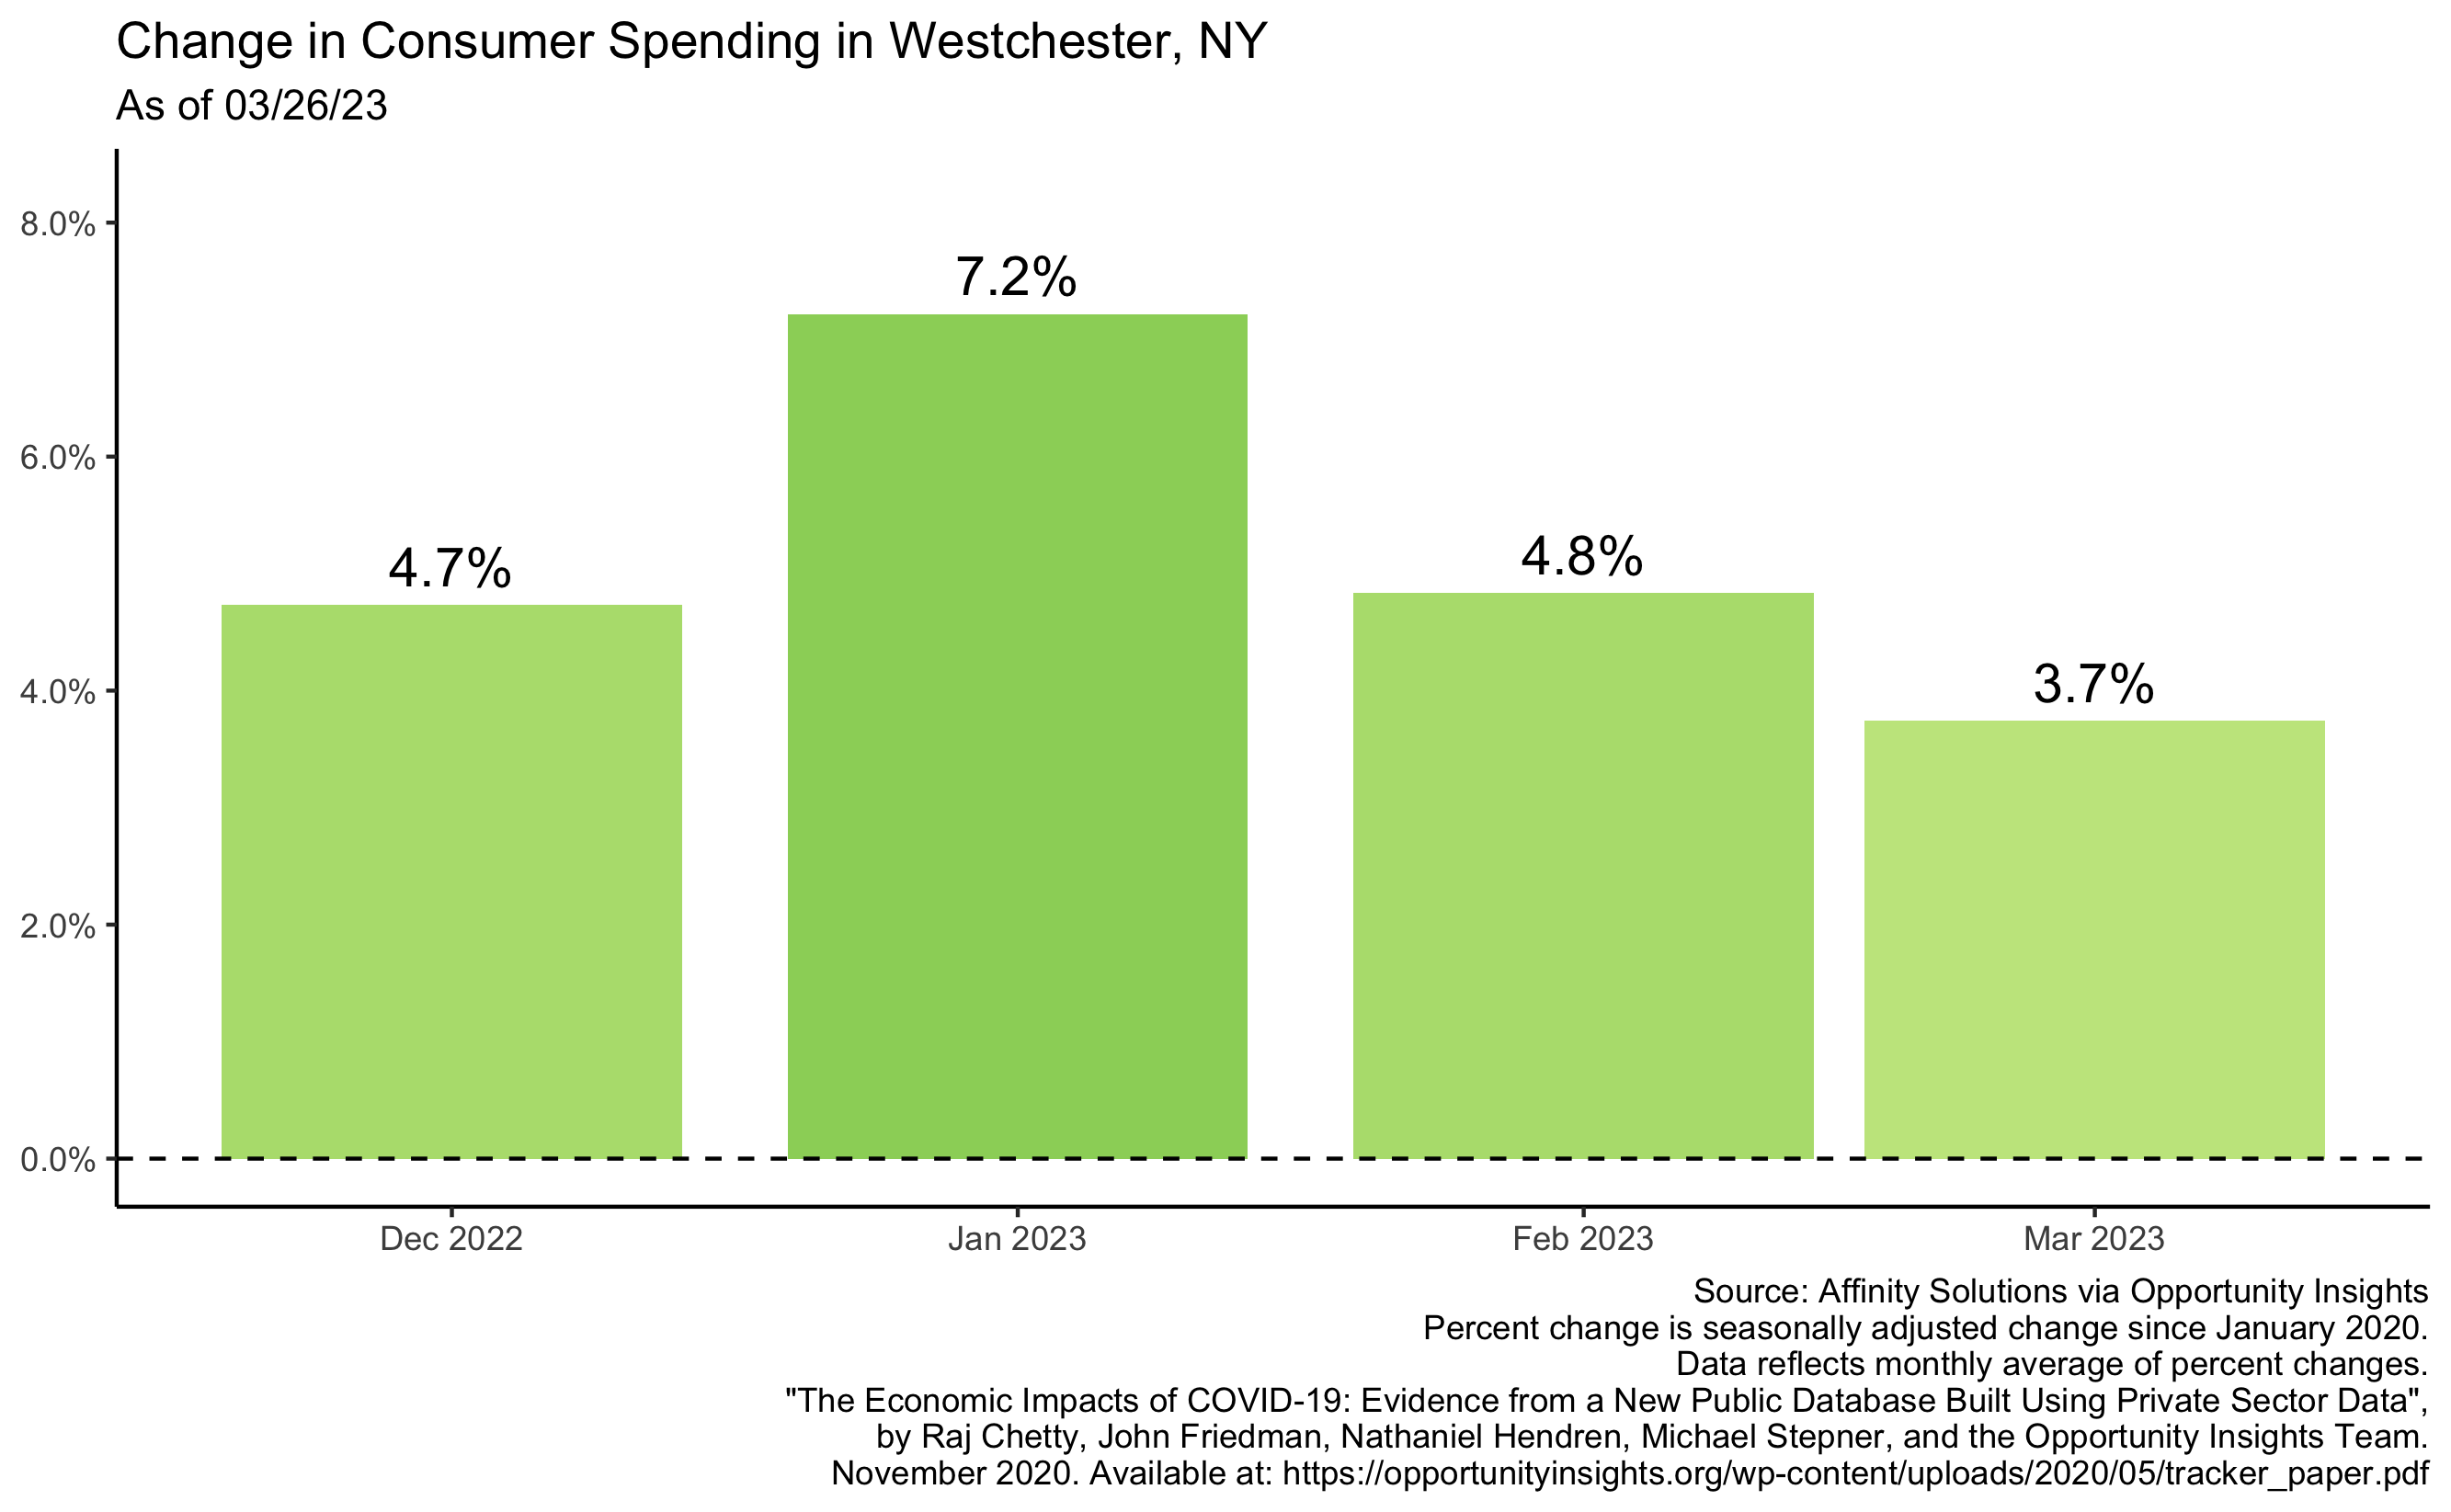 Change in Consumer Spending in Westchester, NY
As of 03/26/23
8.0%
6.0%
4.0%
2.0%
0.0%
4.7%
7.2%
4.8%
3.7%
Dec 2022
Jan 2023
Feb 2023
Mar 2023
Source: Affinity Solutions via Opportunity Insights
Percent change is seasonally adjusted change since January 2020.
Data reflects monthly average of percent changes.
"The Economic Impacts of COVID-19: Evidence from a New Public Database Built Using Private Sector Data",
by Raj Chetty, John Friedman, Nathaniel Hendren, Michael Stepner, and the Opportunity Insights Team.
November 2020. Available at: https://opportunityinsights.org/wp-content/uploads/2020/05/tracker_paper.pdf